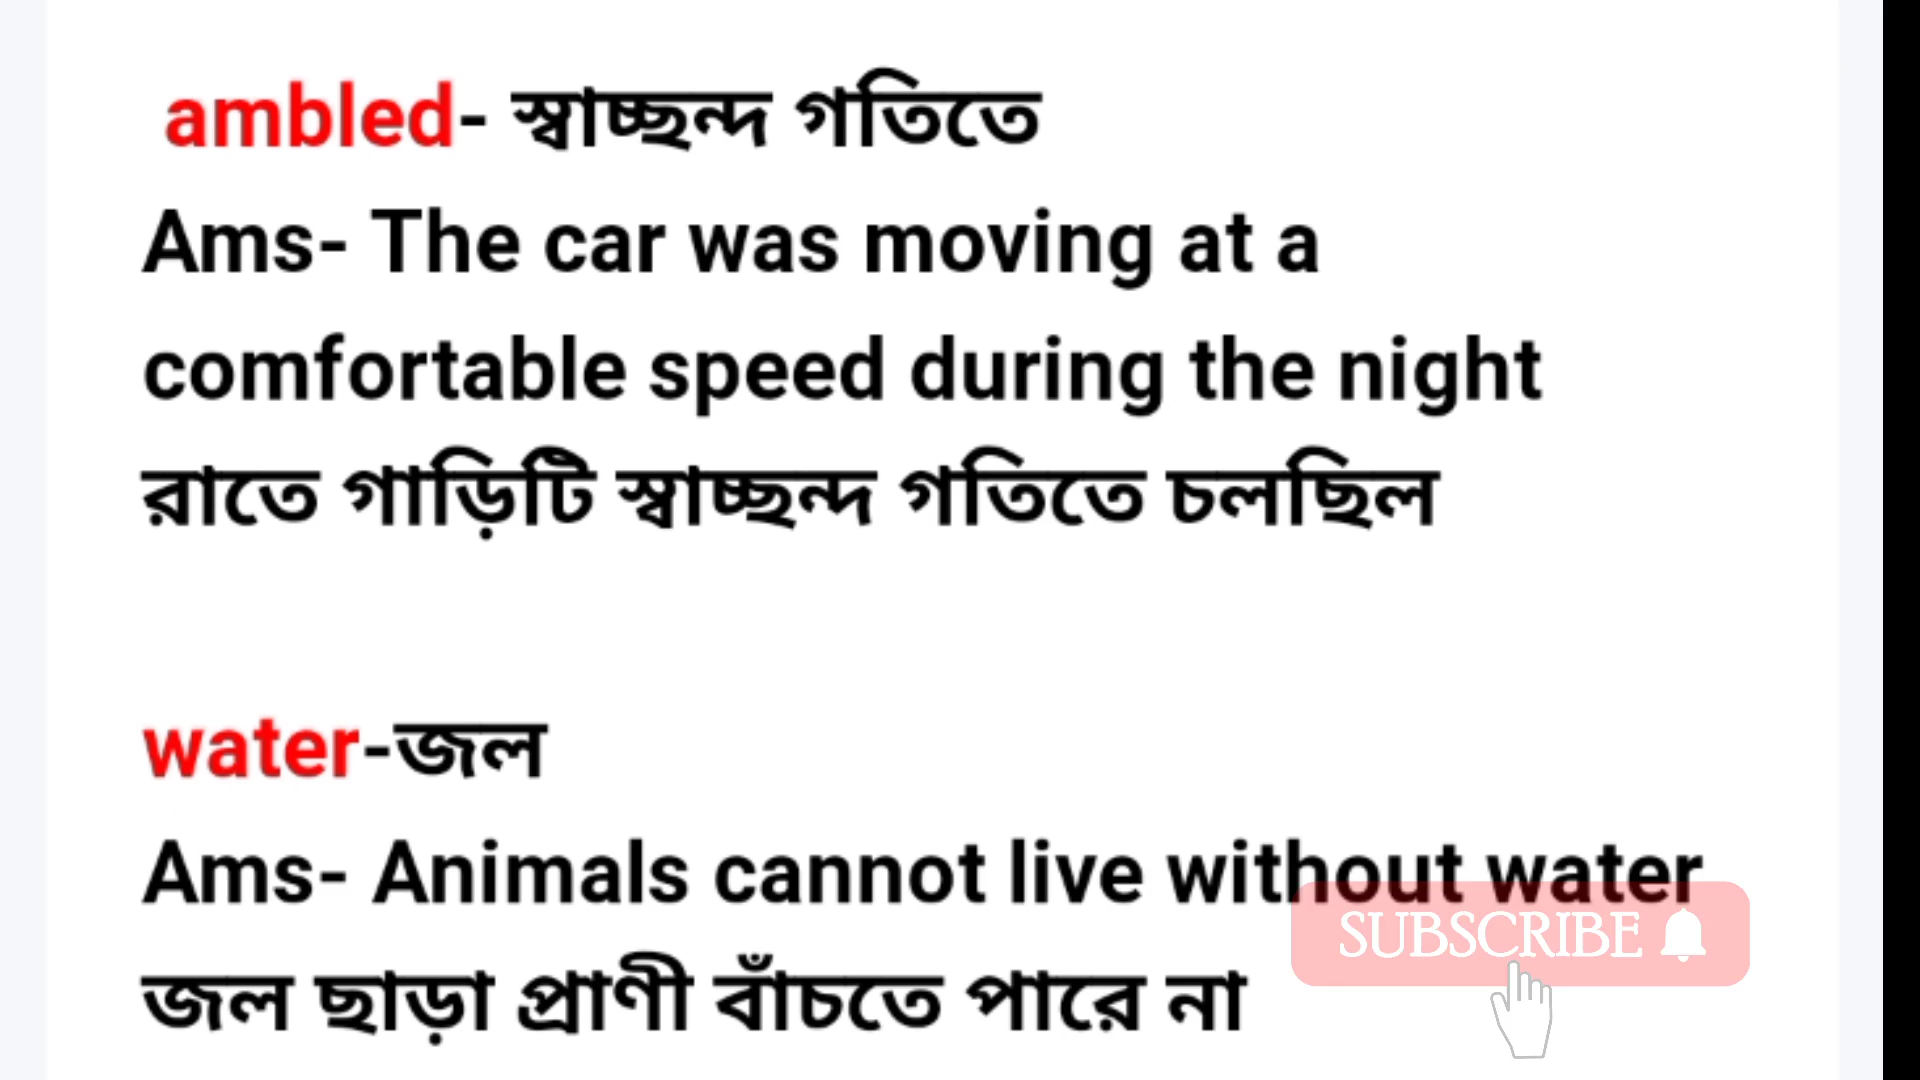 ambled- স্বাচ্ছন্দ গতিতে
Ams- The car was moving at a
comfortable speed during the night
রাতে গাড়িটি স্বাচ্ছন্দ গতিতে চলছিল
water-জল
Ams- Animals cannot live without water
SUBSCRIBE
জল ছাড়া প্রাণী বাঁচতে পারে না